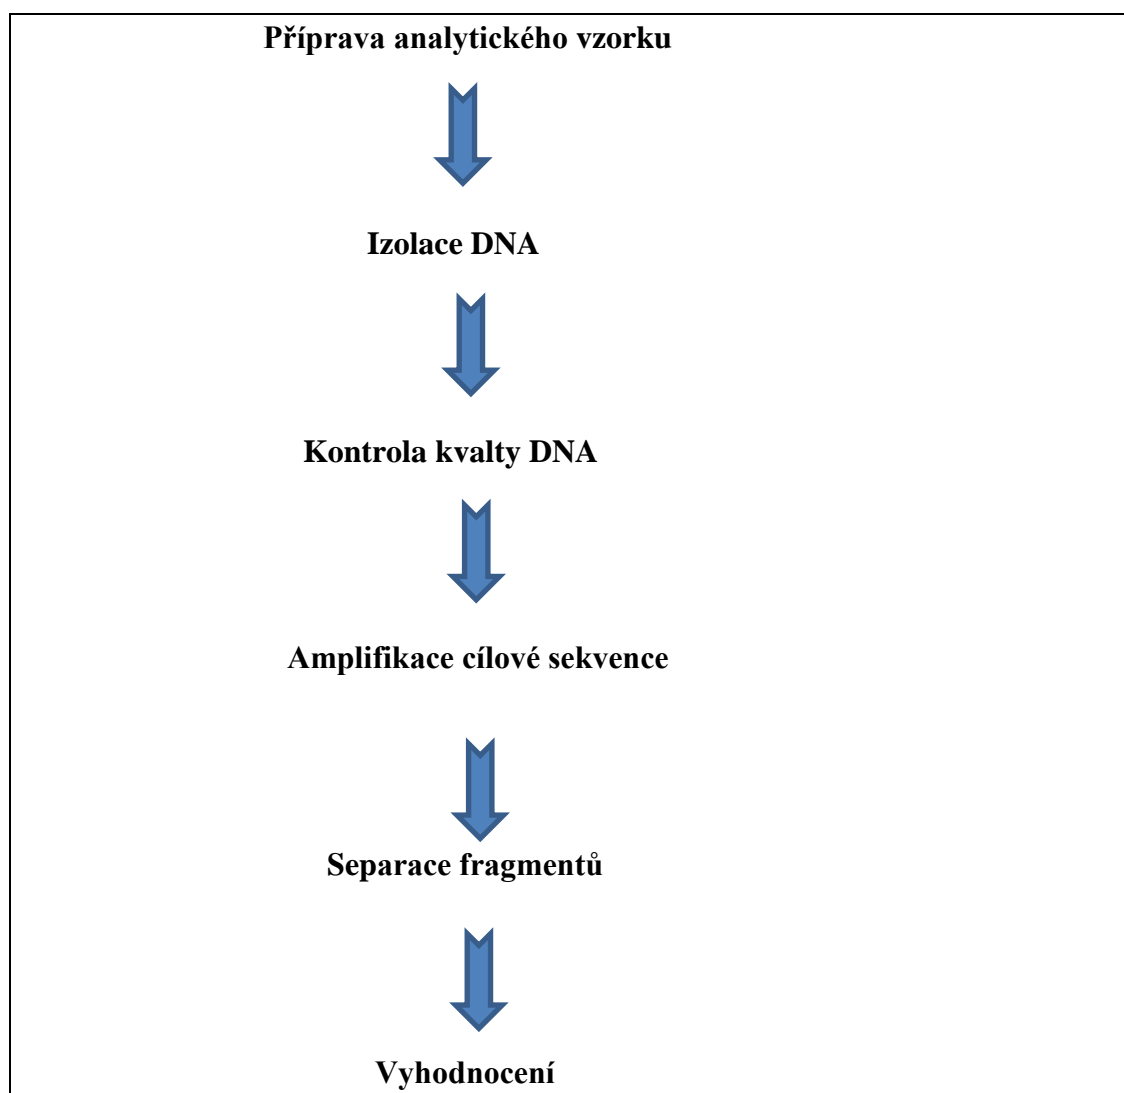 Příprava analytického vzorku
Izolace DNA
Kontrola kvalty DNA
Amplifikace cílové sekvence
Separace fragmentů
Vyhodnocení